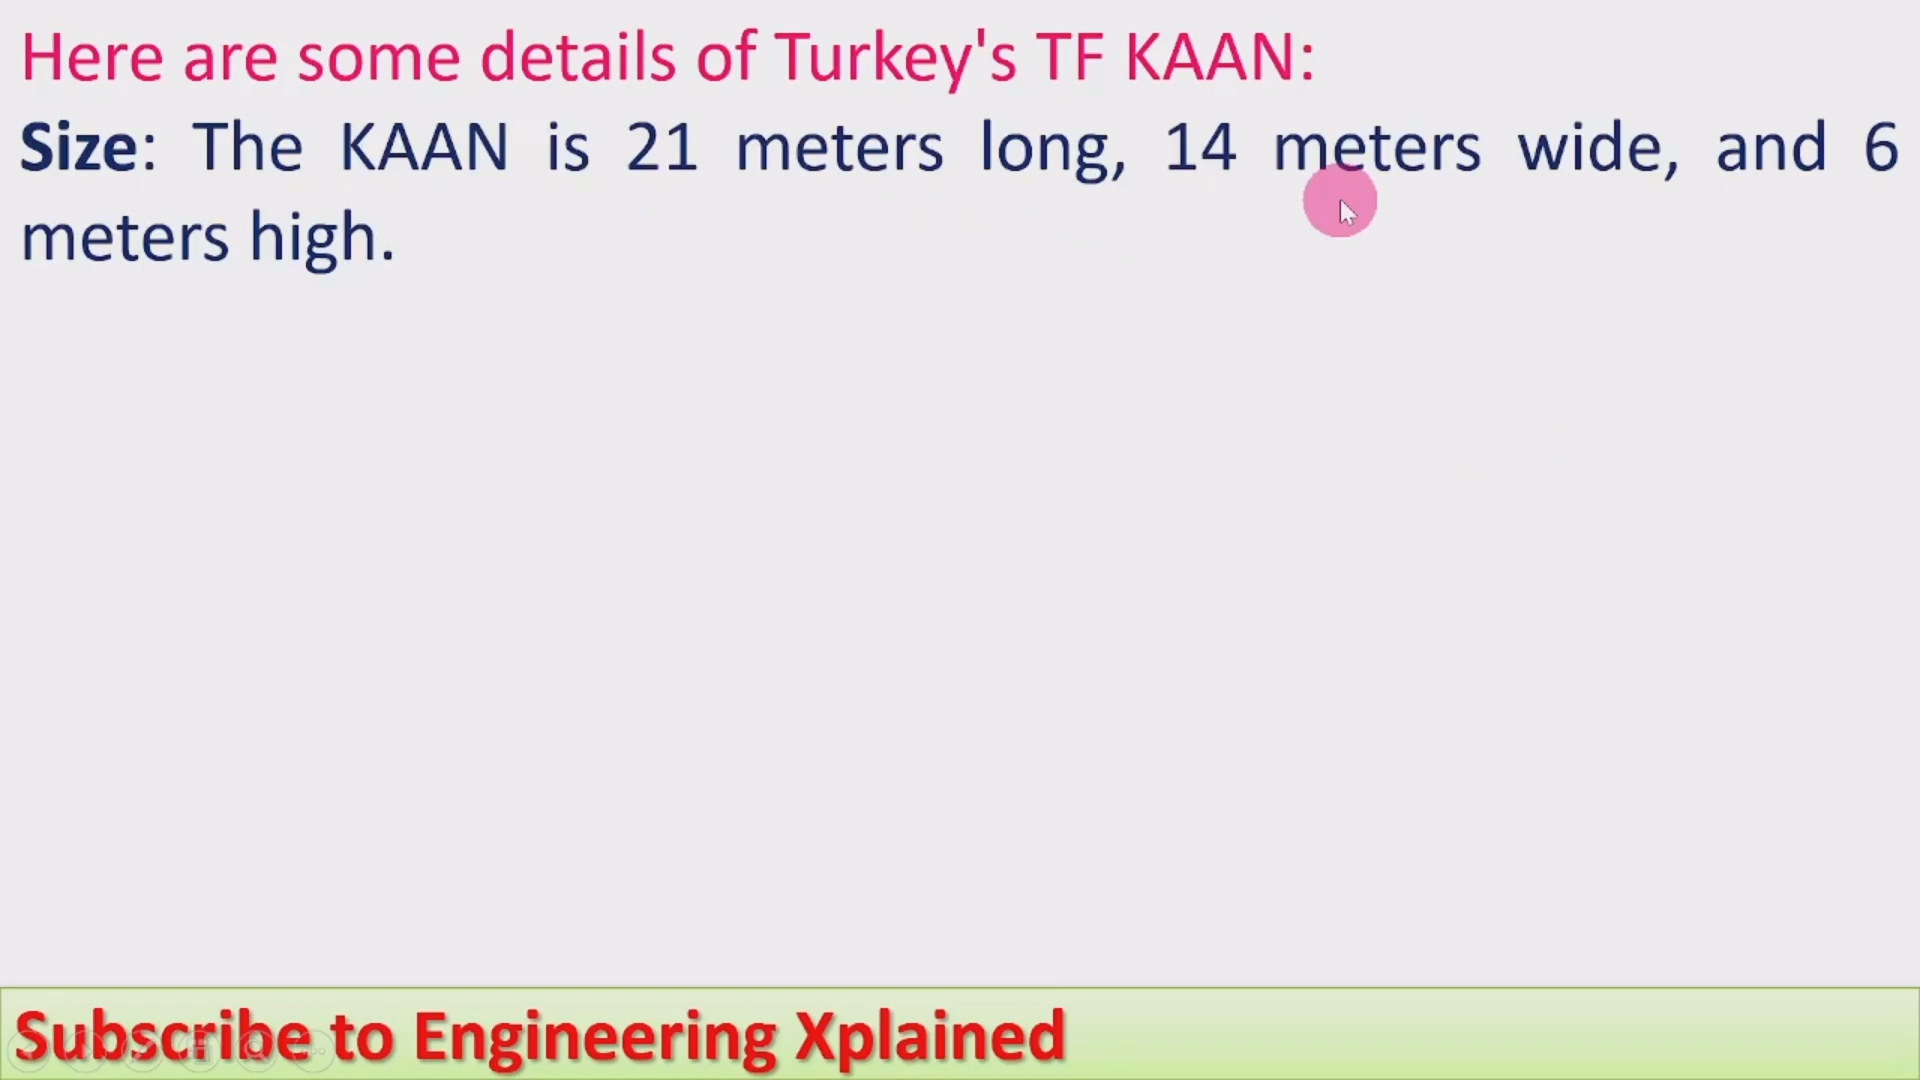 Here are some details of Turkey's TF KAAN:
Size: The KAAN is 21 meters long, 14 meters wide, and 6
meters high.
Subscribe to Engineering Xplained